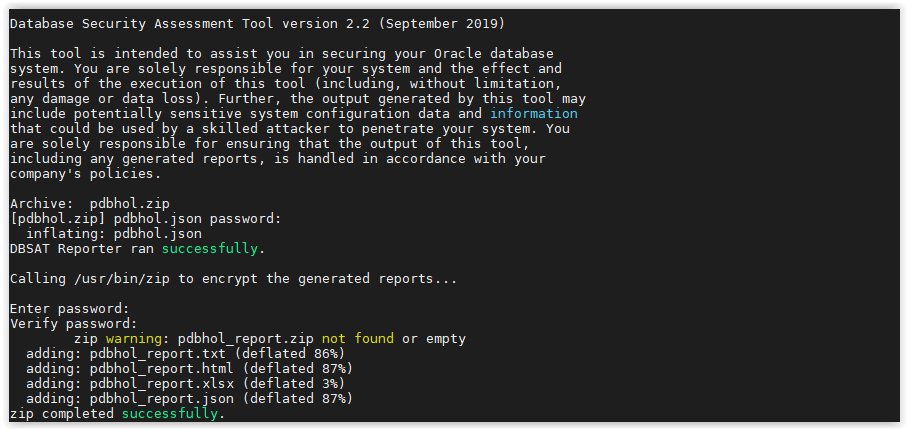 Database Security Assessment Tool version 2.2 (September 2019)
This tool is intended to assist you in securing your Oracle database
system. You are solely responsible for your system and the effect and
results of the execution of this tool (including, without limitation,
any damage or data loss). Further, the output generated by this tool may
include potentially sensitive system configuration data and information
that could be used by a skilled attacker to penetrate your system. You
are solely responsible for ensuring that the output of this tool,
including any generated reports, is handled in accordance with your
company's policies.
Archive:  pdbhol.zip
[pdbhol.zip] pdbhol.json password:
  inflating: pdbhol.json
DBSAT Reporter ran successfully.
Calling /usr/bin/zip to encrypt the generated reports...
Enter password:
Verify password:
        zip warning: pdbhol_report.zip not found or empty
  adding: pdbhol_report.txt (deflated 86%)
  adding: pdbhol_report.html (deflated 87%)
  adding: pdbhol_report.xlsx (deflated 3%)
  adding: pdbhol_report.json (deflated 87%)
zip completed successfully.